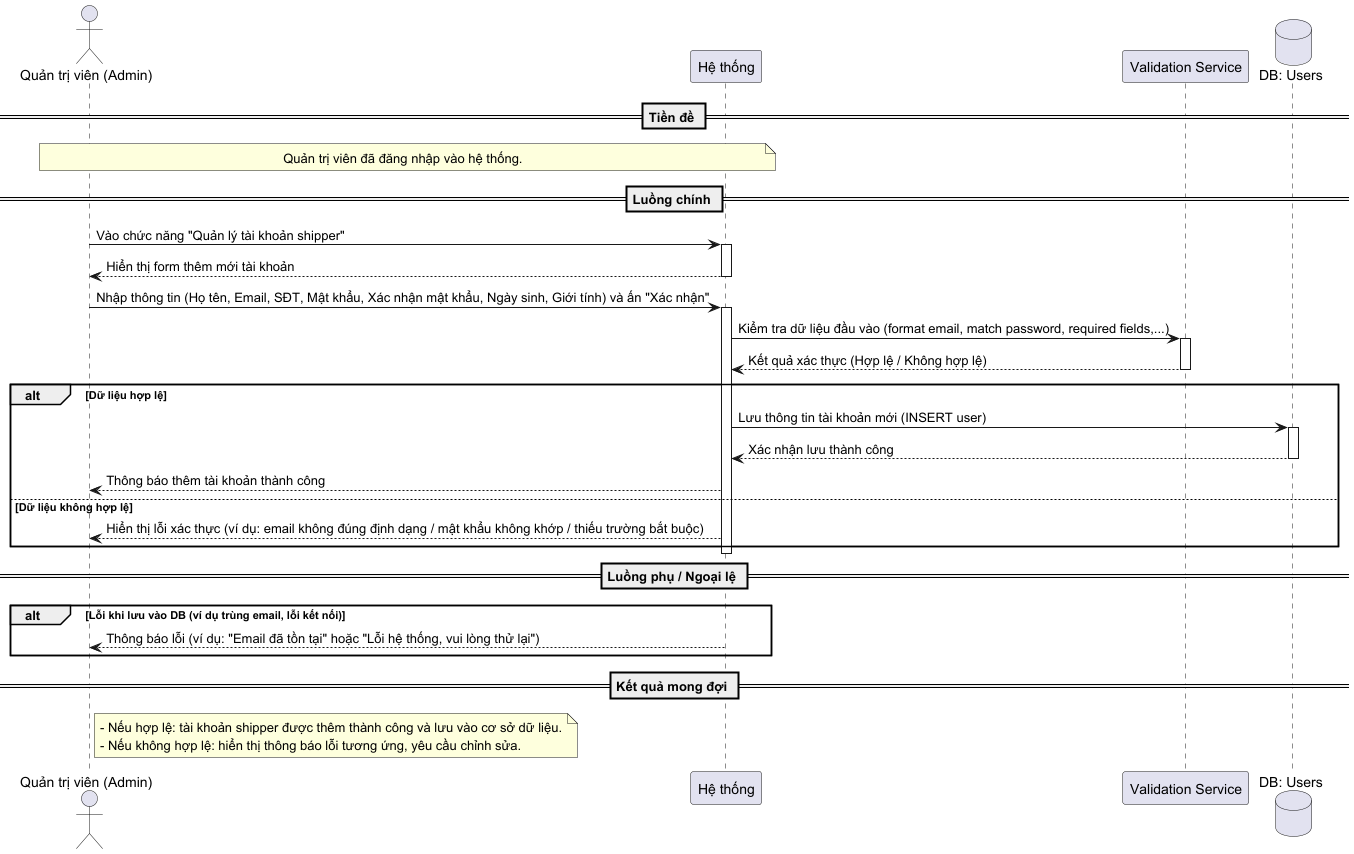 Quản trị viên (Admin)
Hệ thống
Validation Service
DB: Users
Tiền đề
Quản trị viên đã đăng nhập vào hệ thống.
Luồng chính
Vào chức năng "Quản lý tài khoản shipper"
Hiển thị form thêm mới tài khoản
Nhập thông tin (Họ tên, Email, SĐT, Mật khẩu, Xác nhận mật khẩu, Ngày sinh, Giới tính) và ấn "Xác nhận"
Kiểm tra dữ liệu đầu vào (format email, match password, required fields,...)
Kết quả xác thực (Hợp lệ / Không hợp lệ)
alt [Dữ liệu hợp lệ]
Lưu thông tin tài khoản mới (INSERT user)
Xác nhận lưu thành công
Thông báo thêm tài khoản thành công
[Dữ liệu không hợp lệ]
Hiển thị lỗi xác thực (ví dụ: email không đúng định dạng / mật khẩu không khớp / thiếu trường bắt buộc)
Luồng phụ / Ngoại lệ
alt [Lỗi khi lưu vào DB (ví dụ trùng email, lỗi kết nối)]
Thông báo lỗi (ví dụ: "Email đã tồn tại" hoặc "Lỗi hệ thống, vui lòng thử lại")
Kết quả mong đợi
- Nếu hợp lệ: tài khoản shipper được thêm thành công và lưu vào cơ sở dữ liệu.
- Nếu không hợp lệ: hiển thị thông báo lỗi tương ứng, yêu cầu chỉnh sửa.
Quản trị viên (Admin)
Hệ thống
Validation Service
DB: Users